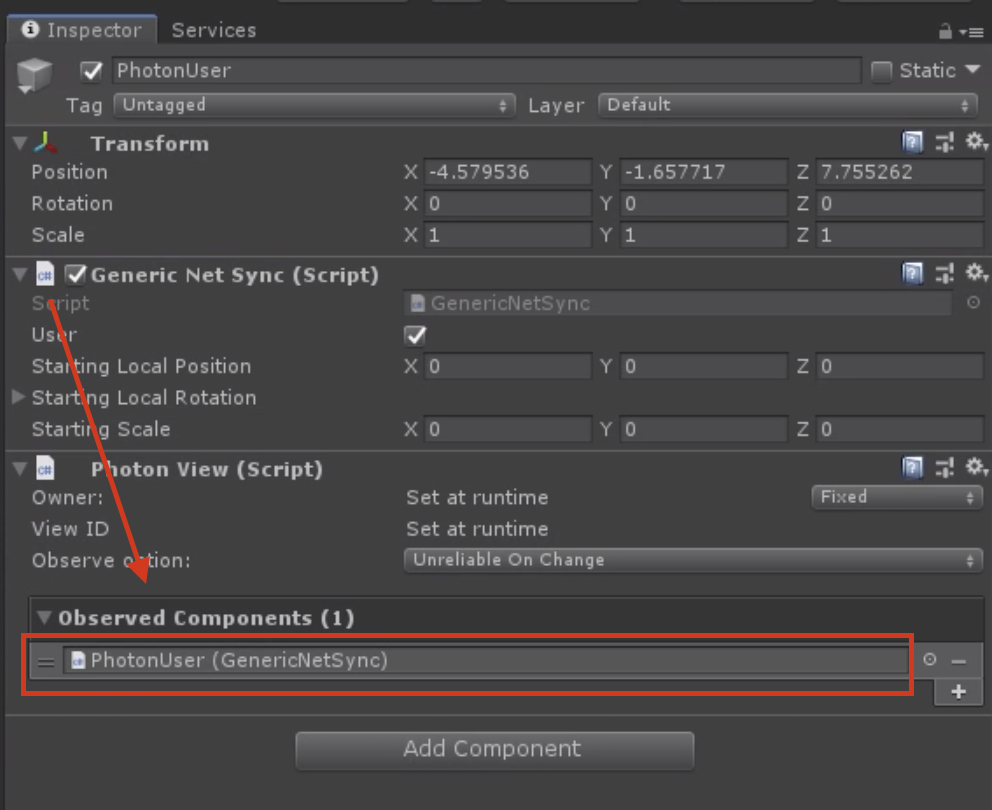 Inspector Services
PhotonUser Static
Tag Untagged Layer Default
Transform
Position X -4.579536 Y -1.657717 Z 7.755262
Rotation X 0 Y 0 Z 0
Scale X 1 Y 1 Z 1
C# Generic Net Sync (Script)
Script GenericNetSync
User
Starting Local Position X 0 Y 0 Z 0
Starting Local Rotation
Starting Scale X 0 Y 0 Z 0
C# Photon View (Script)
Owner: Set at runtime Fixed
View ID Set at runtime
Observe option: Unreliable On Change
Observed Components (1)
PhotonUser (GenericNetSync)
Add Component